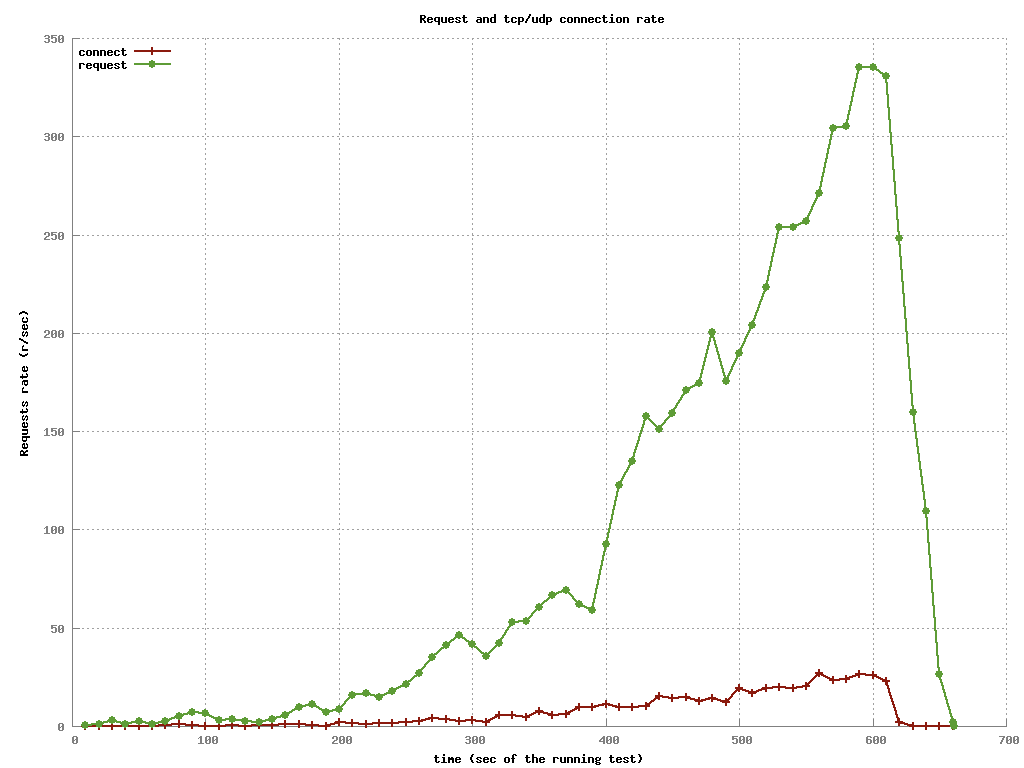 Request and tcp/udp connection rate
350
connect
request
300
250
200
Requests rate (r/sec)
150
100
50
0
0 100 200 300 400 500 600 700
time (sec of the running test)